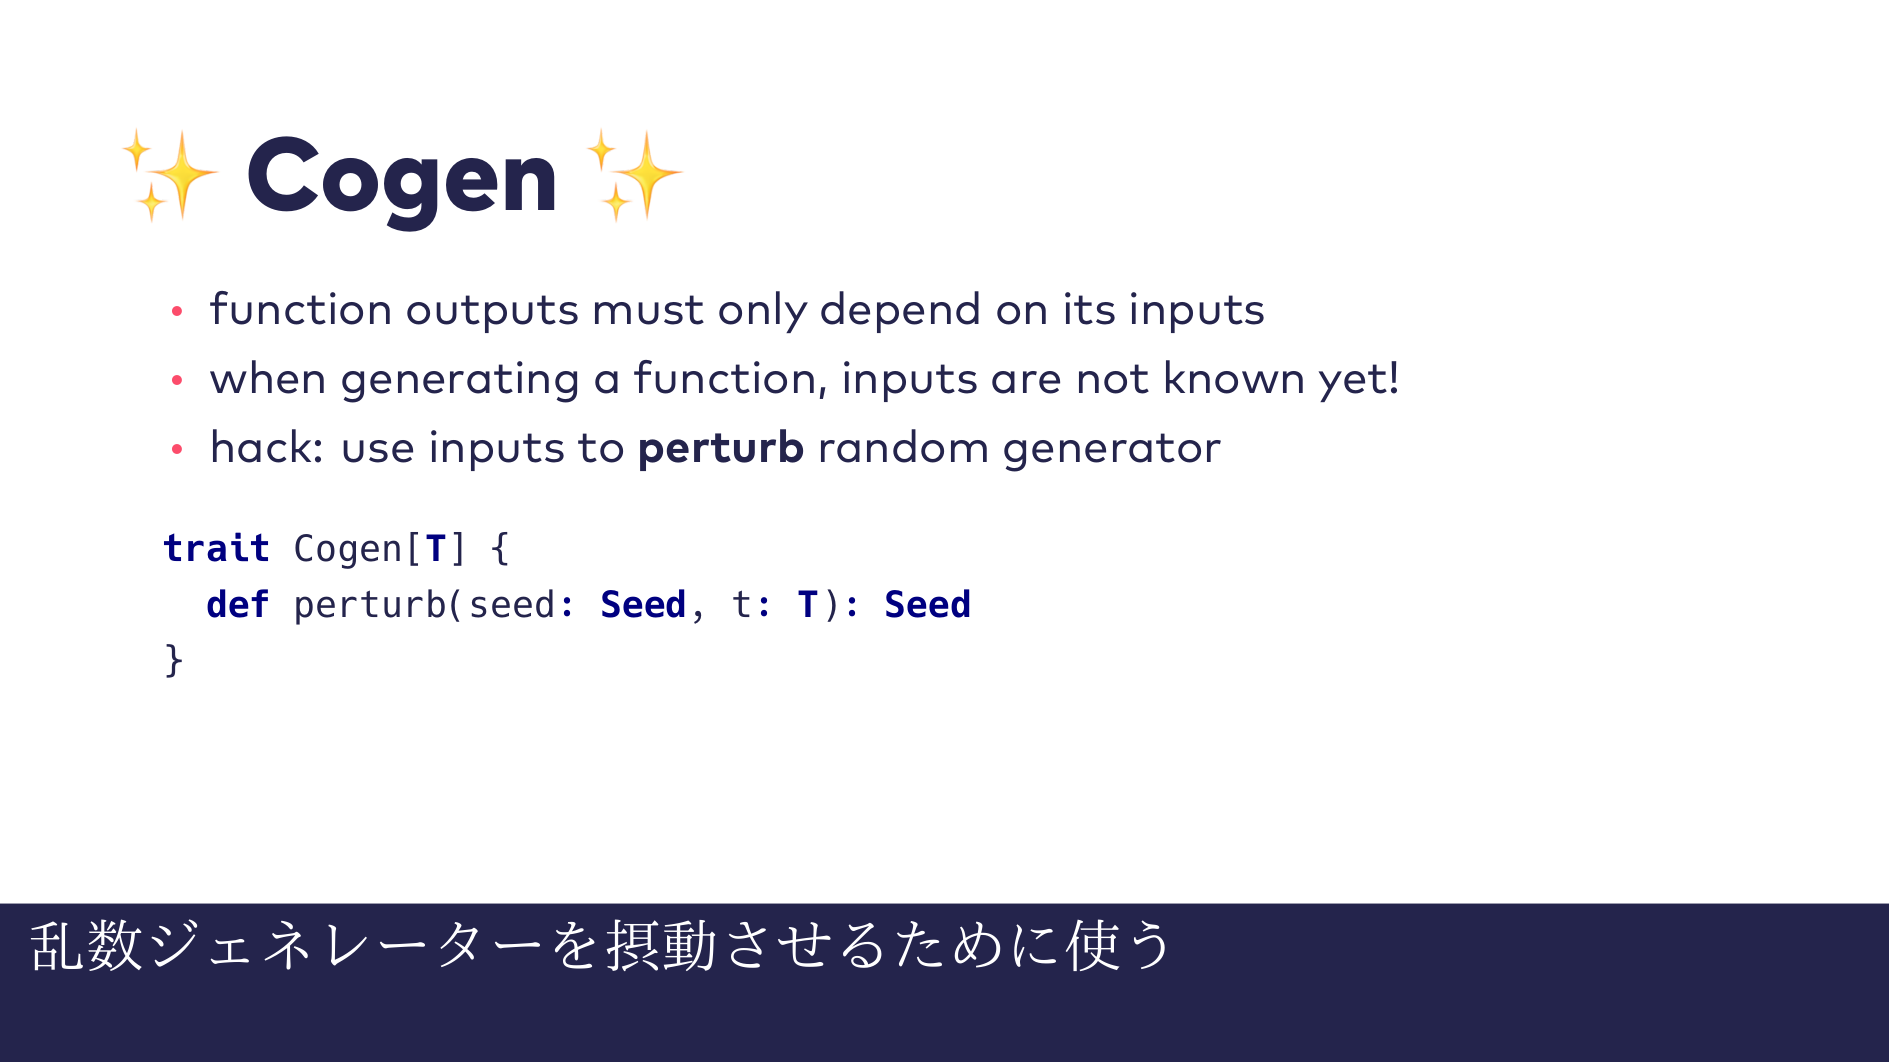 ✨ Cogen ✨
• function outputs must only depend on its inputs
• when generating a function, inputs are not known yet!
• hack: use inputs to perturb random generator
trait Cogen[T] {
  def perturb(seed: Seed, t: T): Seed
}
乱数ジェネレーターを摂動させるために使う